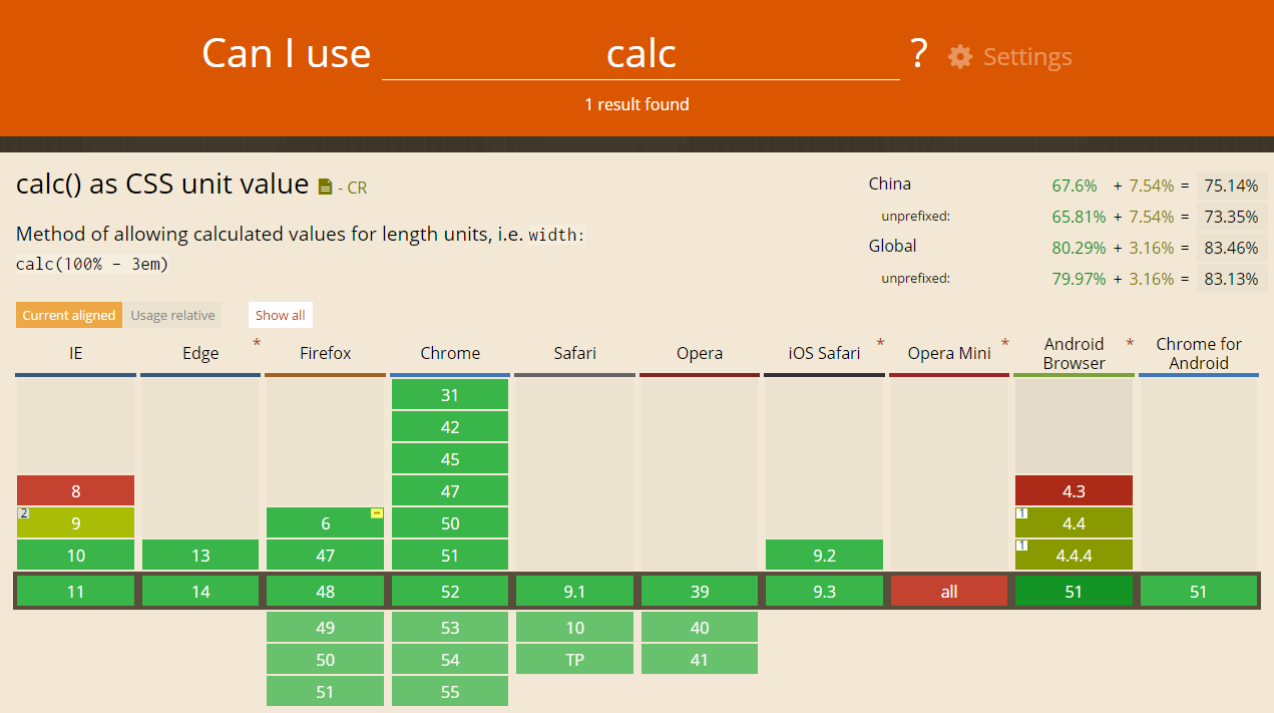 Can I use calc ? Settings
1 result found
calc() as CSS unit value - CR
Method of allowing calculated values for length units, i.e. width:
calc(100% - 3em)
China 67.6% + 7.54% = 75.14%
unprefixed: 65.81% + 7.54% = 73.35%
Global 80.29% + 3.16% = 83.46%
unprefixed: 79.97% + 3.16% = 83.13%
Current aligned Usage relative Show all
IE Edge * Firefox Chrome Safari Opera iOS Safari * Opera Mini * Android Browser * Chrome for Android
31
42
45
8 47 4.3
2 9 6 - 50 1 4.4
10 13 47 51 9.2 1 4.4.4
11 14 48 52 9.1 39 9.3 all 51 51
49 53 10 40
50 54 TP 41
51 55